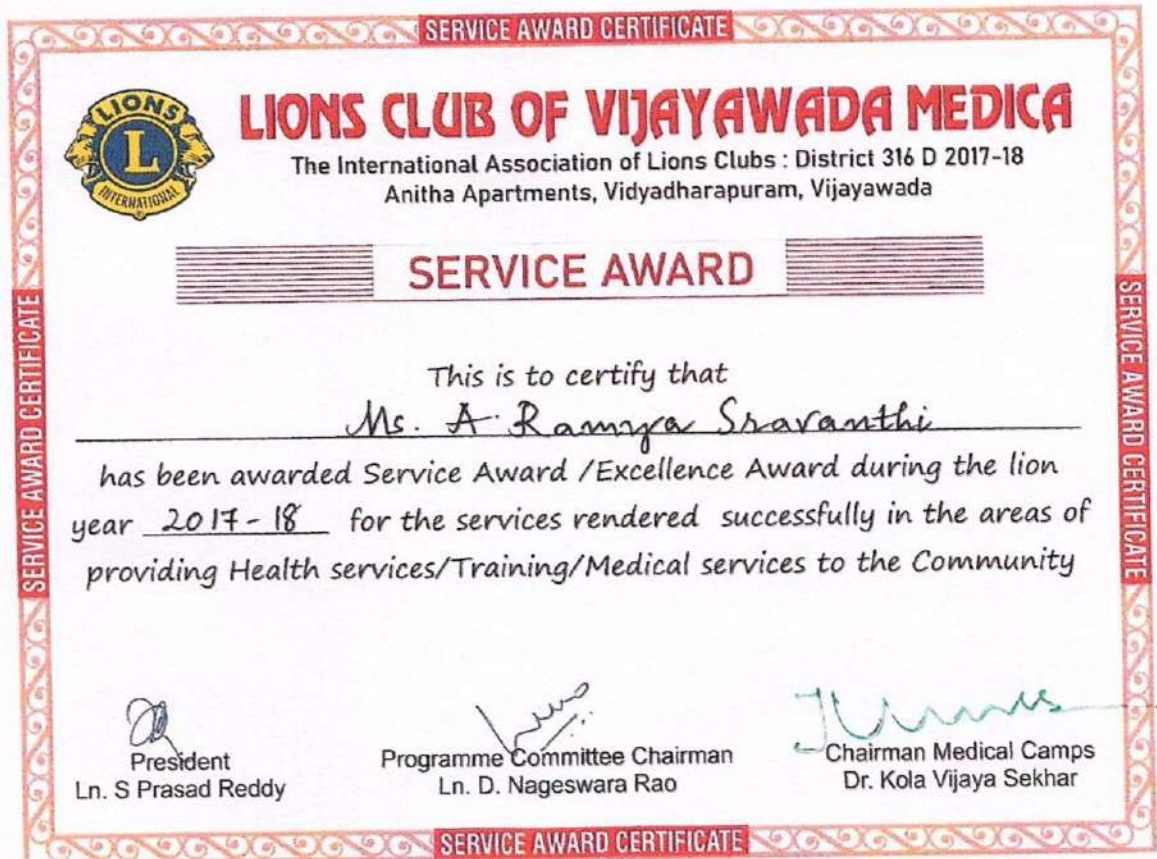 SERVICE AWARD CERTIFICATE
LIONS
L
INTERNATIONAL
LIONS CLUB OF VIJAYAWADA MEDICA
The International Association of Lions Clubs : District 316 D 2017-18
Anitha Apartments, Vidyadharapuram, Vijayawada
SERVICE AWARD
This is to certify that
Ms. A. Ramya Sravanthi
has been awarded Service Award /Excellence Award during the lion
year 2017-18 for the services rendered successfully in the areas of
providing Health services/Training/Medical services to the Community
President
Ln. S Prasad Reddy
Programme Committee Chairman
Ln. D. Nageswara Rao
Chairman Medical Camps
Dr. Kola Vijaya Sekhar
SERVICE AWARD CERTIFICATE
SERVICE AWARD CERTIFICATE
SERVICE AWARD CERTIFICATE